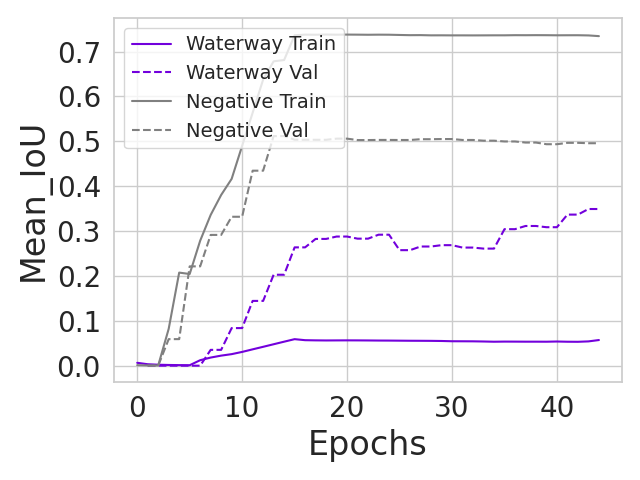 Waterway Train
Waterway Val
Negative Train
Negative Val
Mean_IoU
0.7
0.6
0.5
0.4
0.3
0.2
0.1
0.0
0 10 20 30 40
Epochs